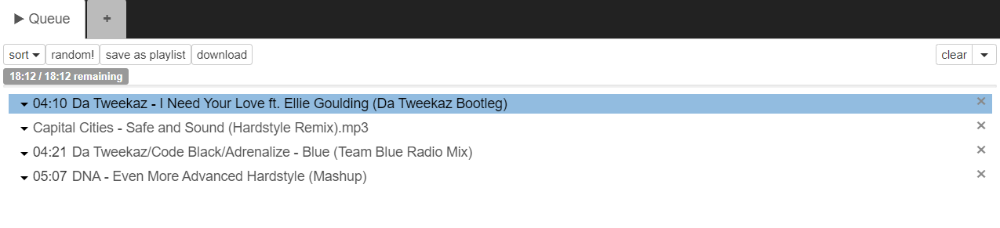 Queue +
sort random! save as playlist download clear
18:12 / 18:12 remaining
04:10 Da Tweekaz - I Need Your Love ft. Ellie Goulding (Da Tweekaz Bootleg) ×
Capital Cities - Safe and Sound (Hardstyle Remix).mp3 ×
04:21 Da Tweekaz/Code Black/Adrenalize - Blue (Team Blue Radio Mix) ×
05:07 DNA - Even More Advanced Hardstyle (Mashup) ×